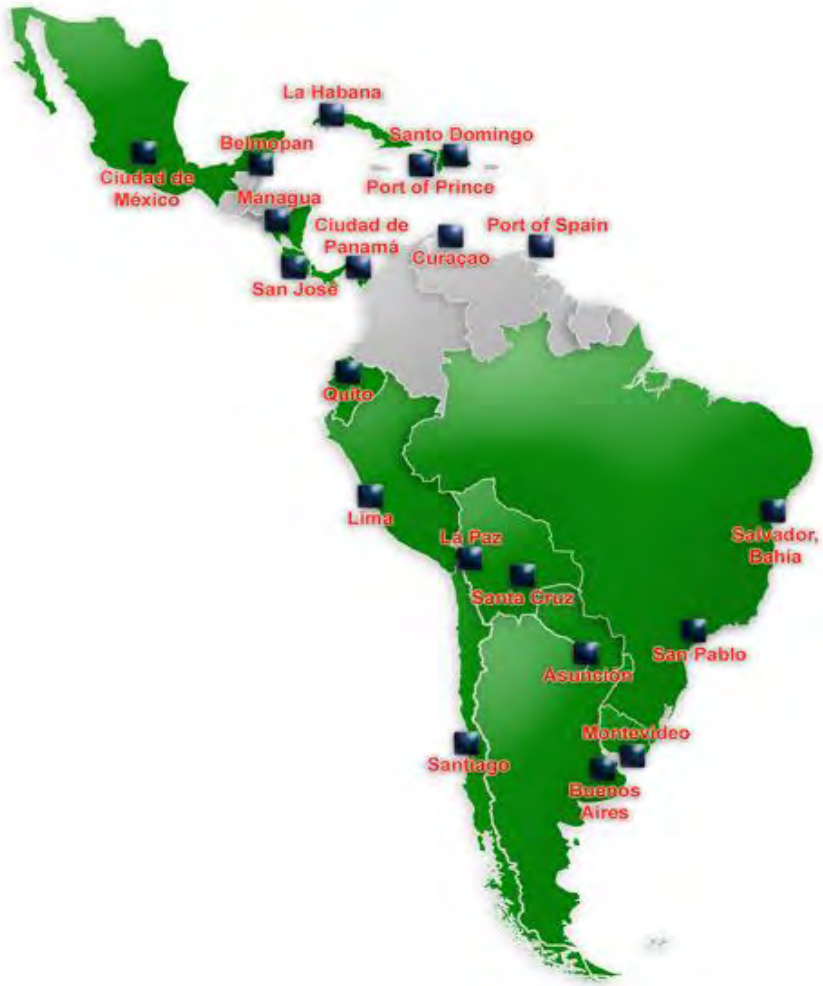 La Habana
Santo Domingo
Belmopan
Port of Prince
Ciudad de
México
Managua
Ciudad de
Panamá
Port of Spain
Curaçao
San José
Quito
Lima
Salvador,
Bahía
La Paz
Santa Cruz
San Pablo
Asunción
Montevideo
Santiago
Buenos
Aires